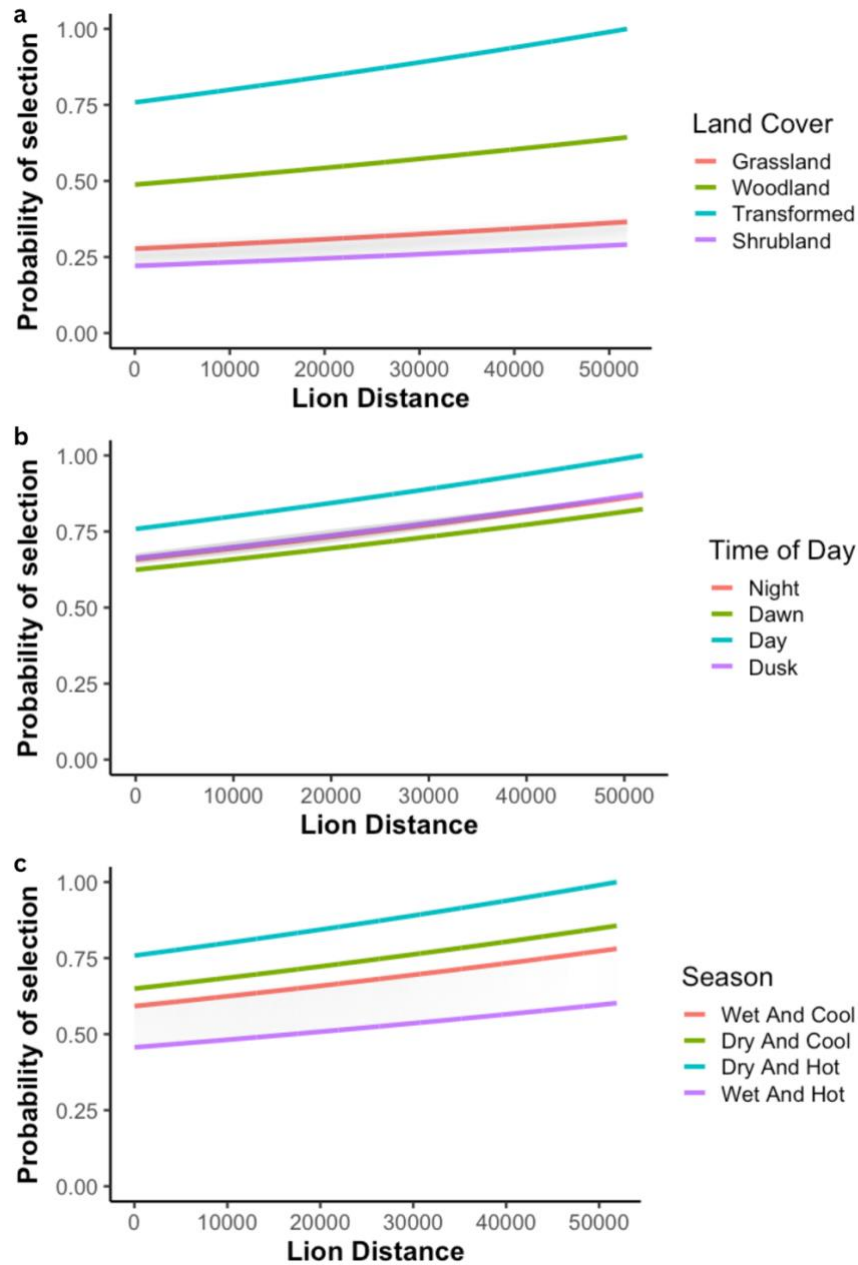 a
Probability of selection
1.00
0.75
0.50
0.25
0.00
0 10000 20000 30000 40000 50000
Lion Distance
Land Cover
Grassland
Woodland
Transformed
Shrubland
b
Probability of selection
1.00
0.75
0.50
0.25
0.00
0 10000 20000 30000 40000 50000
Lion Distance
Time of Day
Night
Dawn
Day
Dusk
c
Probability of selection
1.00
0.75
0.50
0.25
0.00
0 10000 20000 30000 40000 50000
Lion Distance
Season
Wet And Cool
Dry And Cool
Dry And Hot
Wet And Hot